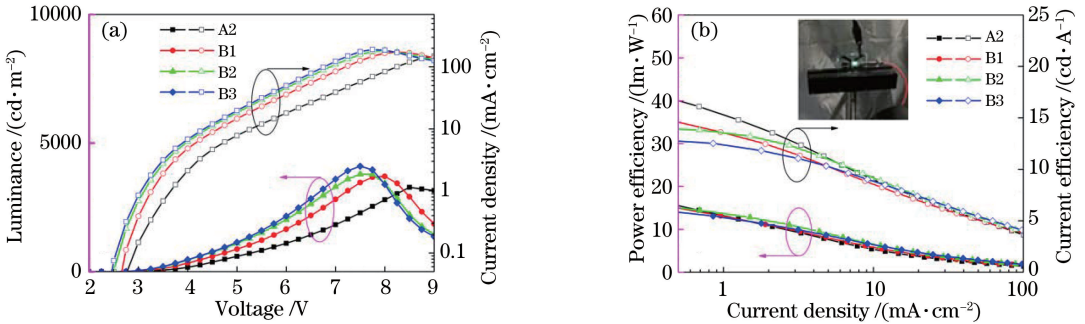 (a)
A2
B1
B2
B3
10000
5000
0
Luminance /(cd·m−2)
100
10
1
0.1
Current density /(mA·cm−2)
2 3 4 5 6 7 8 9
Voltage /V
(b)
A2
B1
B2
B3
60
50
40
30
20
10
0
Power efficiency /(lm·W−1)
25
20
15
10
5
0
Current efficiency /(cd·A−1)
1 10 100
Current density /(mA·cm−2)